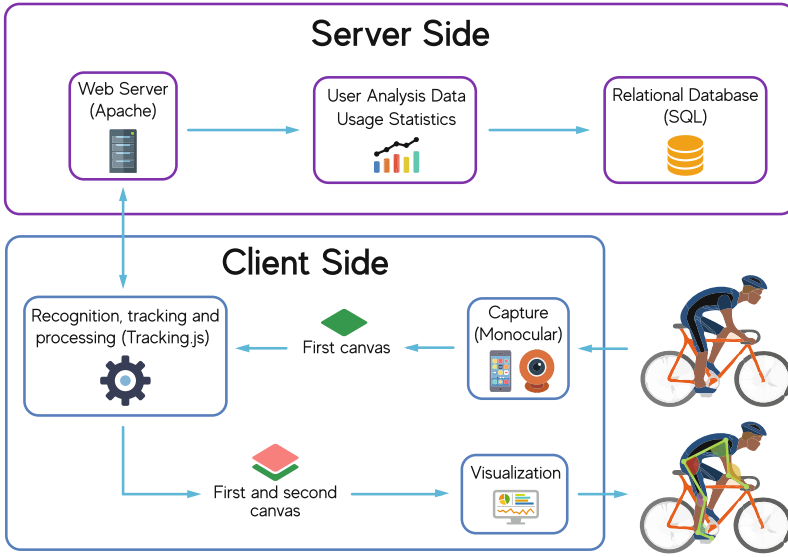 Server Side
Web Server
(Apache)
User Analysis Data
Usage Statistics
Relational Database
(SQL)
Client Side
Recognition, tracking and
processing (Tracking.js)
First canvas
Capture
(Monocular)
First and second
canvas
Visualization